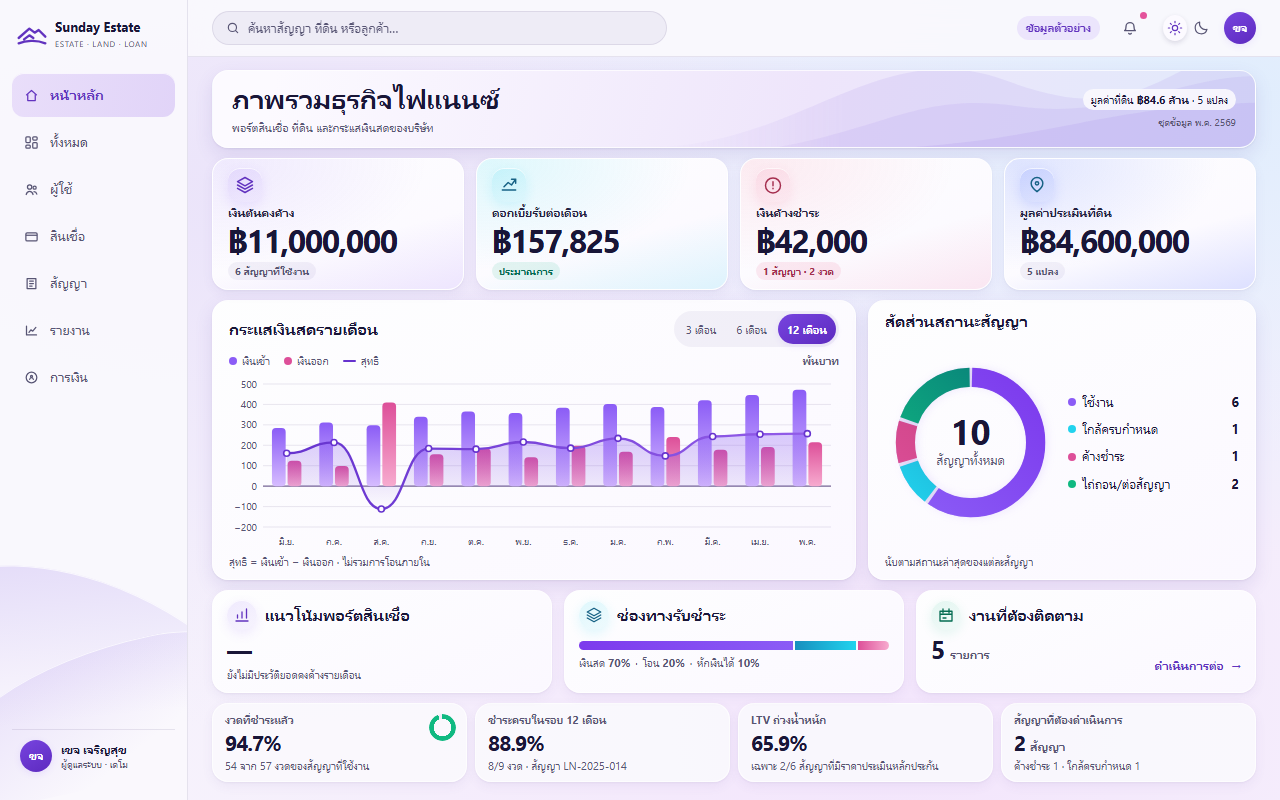 Sunday Estate
ESTATE · LAND · LOAN
หน้าหลัก
ทั้งหมด
ผู้ใช้
สินเชื่อ
สัญญา
รายงาน
การเงิน
เขจ เจริญสุข
ผู้ดูแลระบบ · เดโม
ขจ
ค้นหาสัญญา ที่ดิน หรือลูกค้า...
ข้อมูลตัวอย่าง
ขจ
ภาพรวมธุรกิจไฟแนนซ์
พอร์ตสินเชื่อ ที่ดิน และกระแสเงินสดของบริษัท
มูลค่าที่ดิน ฿84.6 ล้าน · 5 แปลง
ชุดข้อมูล พ.ค. 2569
เงินต้นคงค้าง
฿11,000,000
6 สัญญาที่ใช้งาน
ดอกเบี้ยรับต่อเดือน
฿157,825
ประมาณการ
เงินค้างชำระ
฿42,000
1 สัญญา · 2 งวด
มูลค่าประเมินที่ดิน
฿84,600,000
5 แปลง
กระแสเงินสดรายเดือน
3 เดือน 6 เดือน 12 เดือน
เงินเข้า เงินออก สุทธิ พันบาท
500
400
300
200
100
0
−100
−200
มิ.ย. ก.ค. ส.ค. ก.ย. ต.ค. พ.ย. ธ.ค. ม.ค. ก.พ. มี.ค. เม.ย. พ.ค.
สุทธิ = เงินเข้า − เงินออก · ไม่รวมการโอนภายใน
สัดส่วนสถานะสัญญา
10
สัญญาทั้งหมด
ใช้งาน 6
ใกล้ครบกำหนด 1
ค้างชำระ 1
ไถ่ถอน/ต่อสัญญา 2
นับตามสถานะล่าสุดของแต่ละสัญญา
แนวโน้มพอร์ตสินเชื่อ
—
ยังไม่มีประวัติยอดคงค้างรายเดือน
ช่องทางรับชำระ
เงินสด 70% · โอน 20% · หักเงินได้ 10%
งานที่ต้องติดตาม
5 รายการ
ดำเนินการต่อ →
งวดที่ชำระแล้ว
94.7%
54 จาก 57 งวดของสัญญาที่ใช้งาน
ชำระครบในรอบ 12 เดือน
88.9%
8/9 งวด · สัญญา LN-2025-014
LTV ถ่วงน้ำหนัก
65.9%
เฉพาะ 2/6 สัญญาที่มีราคาประเมินหลักประกัน
สัญญาที่ต้องดำเนินการ
2 สัญญา
ค้างชำระ 1 · ใกล้ครบกำหนด 1